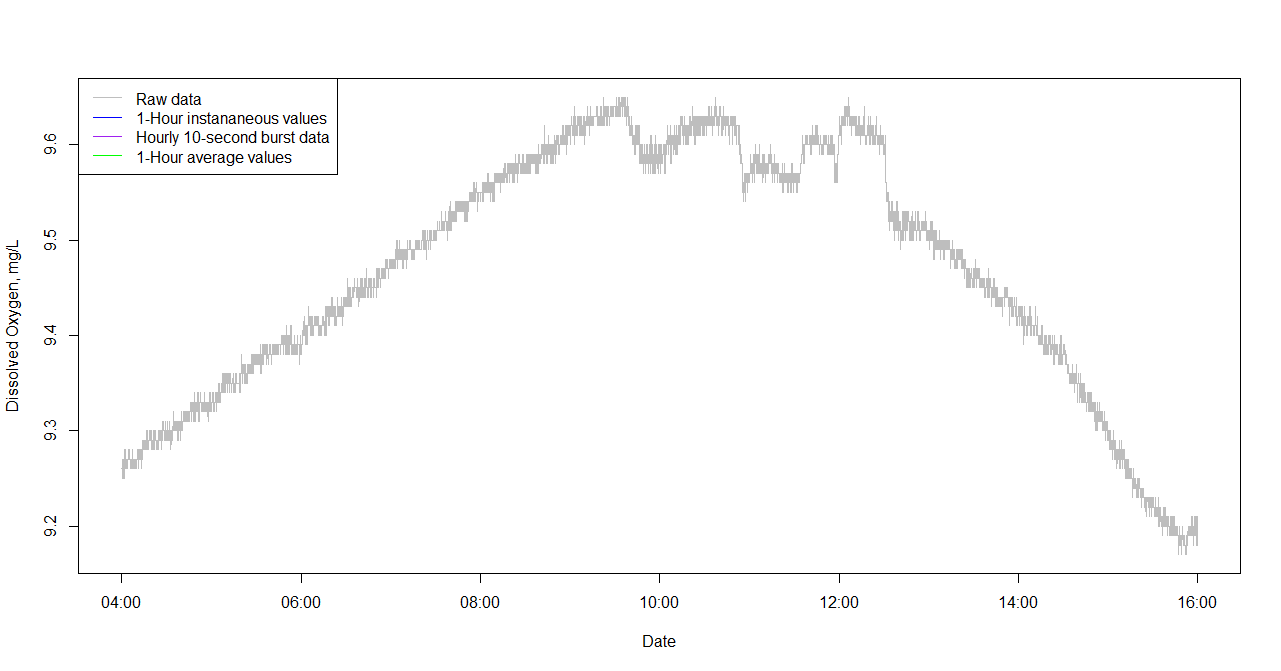 Raw data
1-Hour instananeous values
Hourly 10-second burst data
1-Hour average values
Dissolved Oxygen, mg/L
9.6
9.5
9.4
9.3
9.2
04:00 06:00 08:00 10:00 12:00 14:00 16:00
Date